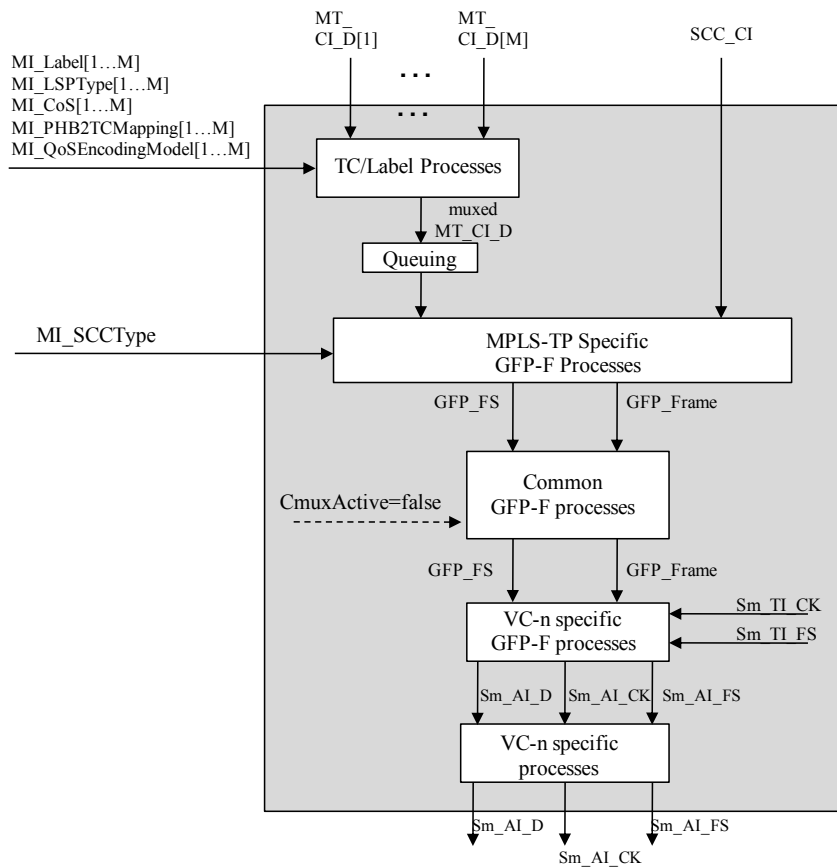 MT_
CI_D[1]
MT_
CI_D[M]
SCC_CI
MI_Label[1…M]
MI_LSPType[1…M]
MI_CoS[1…M]
MI_PHB2TCMapping[1…M]
MI_QoSEncodingModel[1…M]
...
...
TC/Label Processes
muxed
MT_CI_D
Queuing
MI_SCCType
MPLS-TP Specific
GFP-F Processes
GFP_FS
GFP_Frame
Common
GFP-F processes
CmuxActive=false
GFP_FS
GFP_Frame
VC-n specific
GFP-F processes
Sm_TI_CK
Sm_TI_FS
Sm_AI_D
Sm_AI_CK
Sm_AI_FS
VC-n specific
processes
Sm_AI_D
Sm_AI_FS
Sm_AI_CK